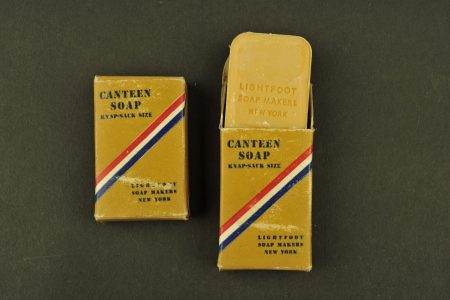 CANTEEN
SOAP
KNAP-SACK SIZE
LIGHTFOOT
SOAP MAKERS
NEW YORK
LIGHTFOOT
SOAP MAKERS
NEW YORK
CANTEEN
SOAP
KNAP-SACK SIZE
LIGHTFOOT
SOAP MAKERS
NEW YORK